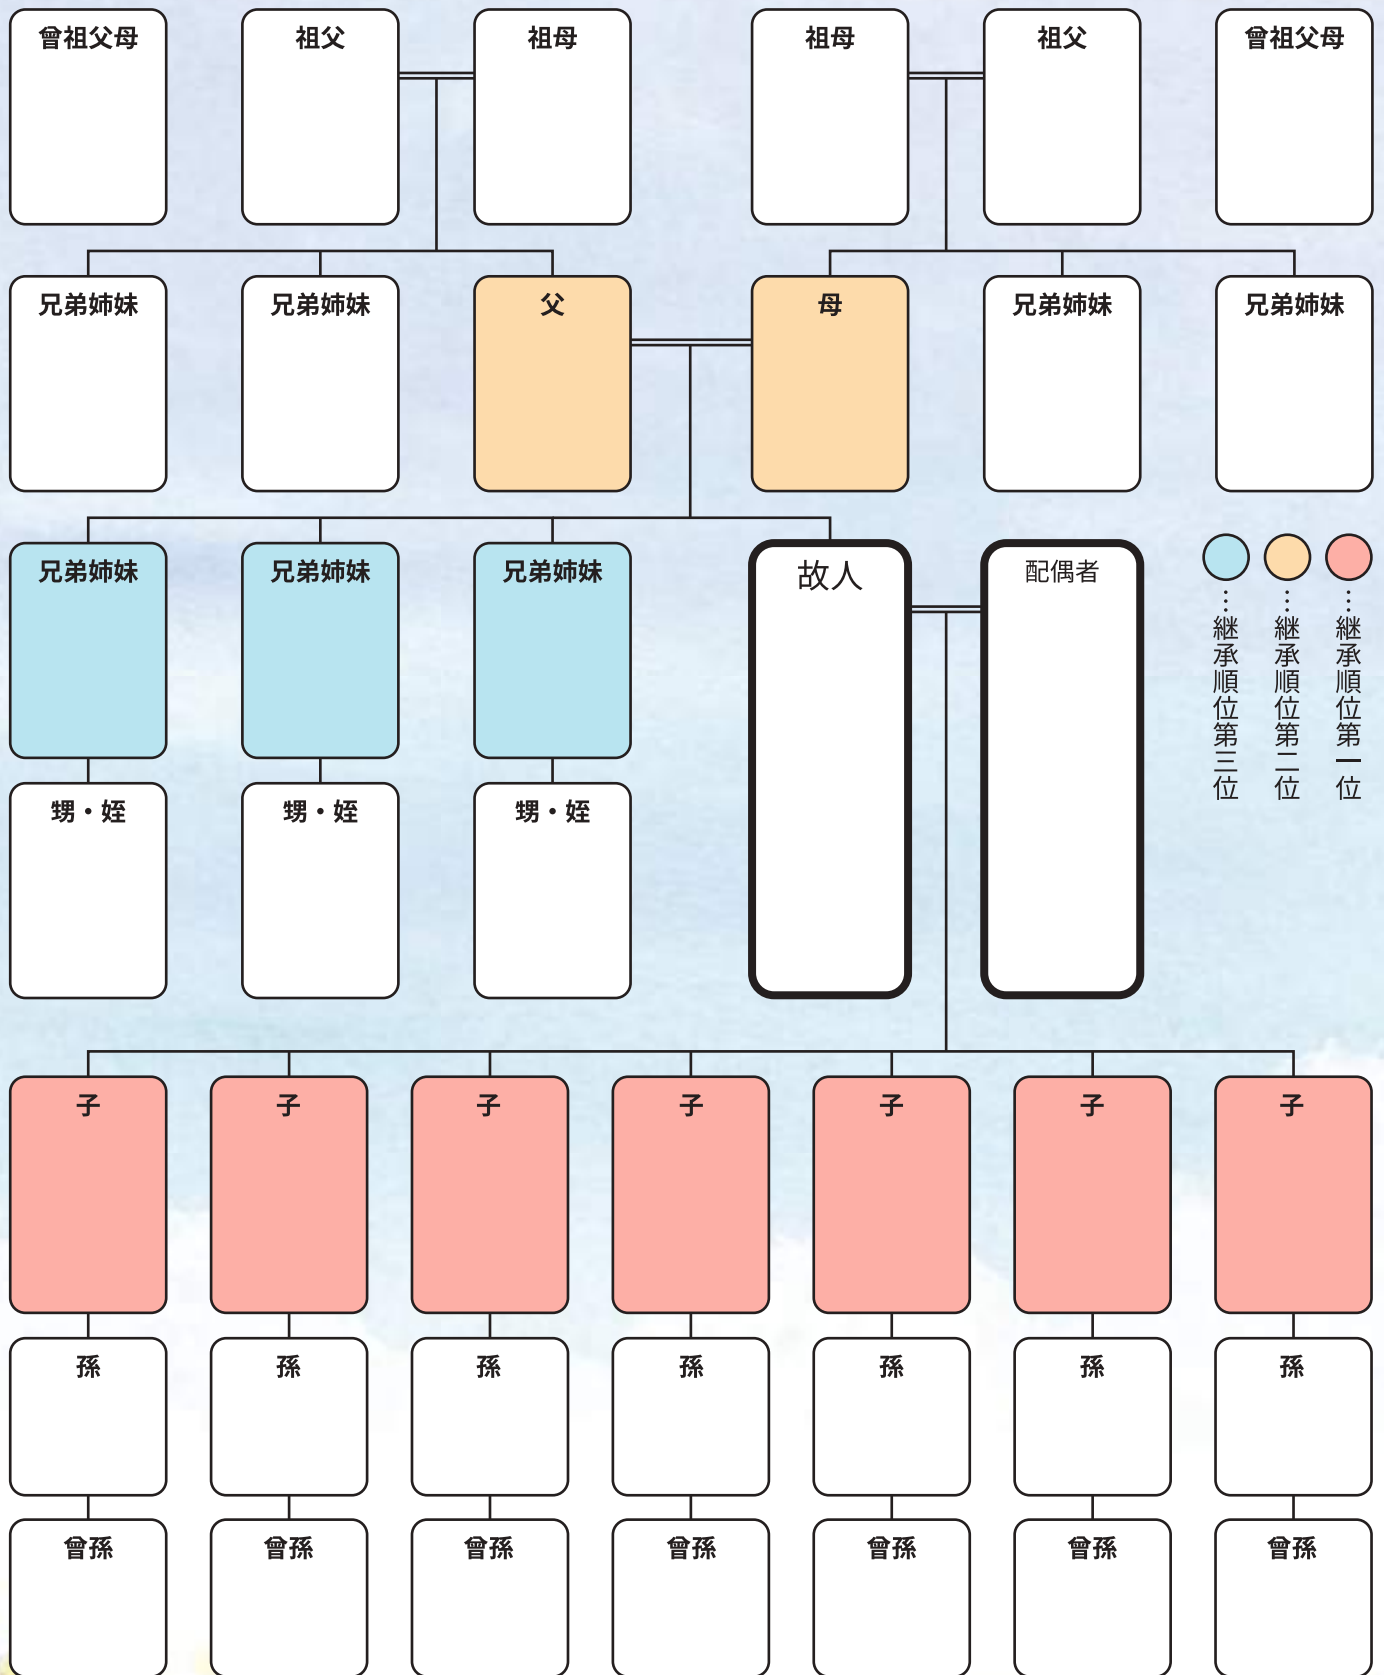 曾祖父母
祖父
祖母
祖母
祖父
曾祖父母
兄弟姉妹
兄弟姉妹
父
母
兄弟姉妹
兄弟姉妹
兄弟姉妹
兄弟姉妹
兄弟姉妹
故人
配偶者
…継承順位第一位
…継承順位第二位
…継承順位第三位
甥・姪
甥・姪
甥・姪
子
子
子
子
子
子
子
孫
孫
孫
孫
孫
孫
孫
曾孫
曾孫
曾孫
曾孫
曾孫
曾孫
曾孫